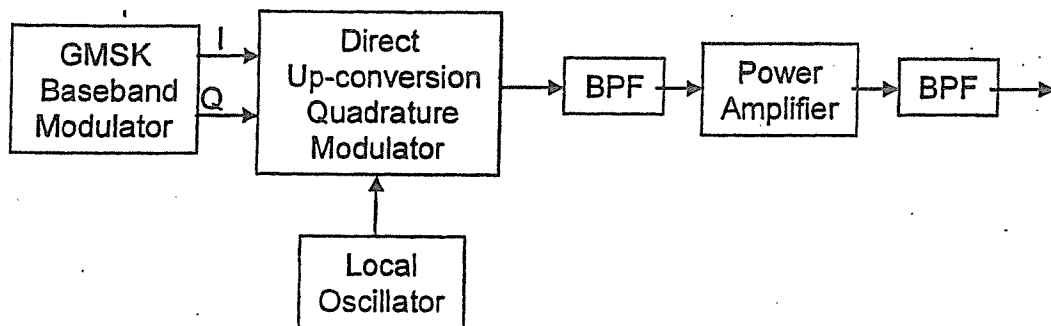 GMSK
Baseband
Modulator
I
Q
Direct
Up-conversion
Quadrature
Modulator
BPF
Power
Amplifier
BPF
Local
Oscillator